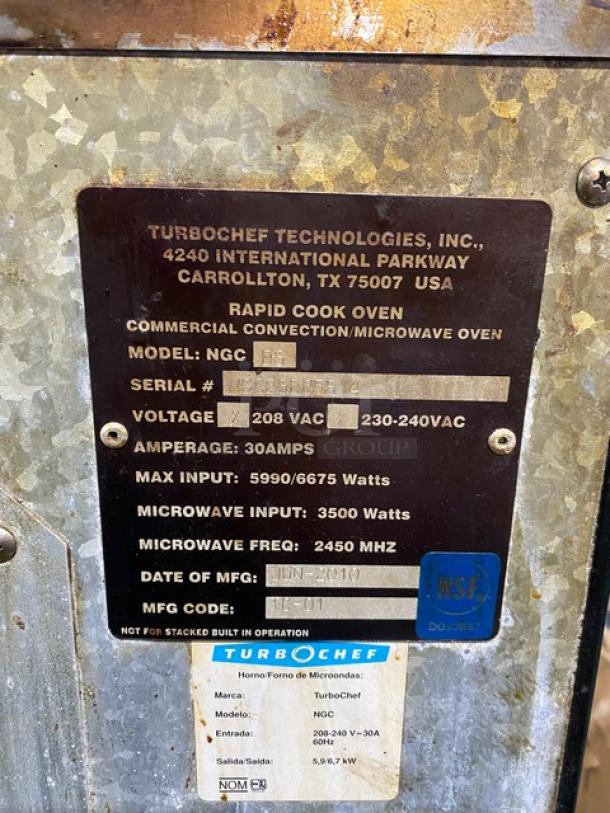 TURBOCHEF TECHNOLOGIES, INC.,
4240 INTERNATIONAL PARKWAY
CARROLLTON, TX 75007 USA
RAPID COOK OVEN
COMMERCIAL CONVECTION/MICROWAVE OVEN
MODEL: NGC
SERIAL #
VOLTAGE X 208 VAC 230-240VAC
AMPERAGE: 30AMPS
MAX INPUT: 5990/6675 Watts
MICROWAVE INPUT: 3500 Watts
MICROWAVE FREQ: 2450 MHZ
DATE OF MFG: -2010
MFG CODE:
NSF
NOT FOR STACKED BUILT IN OPERATION
TURBOCHEF
Horno/Forno de Microondas:
Marca: TurboChef
Modelo: NGC
Entrada: 208-240 V~30A
60Hz
Salida/Saida: 5,9/6,7 kW
NOM
GROUP